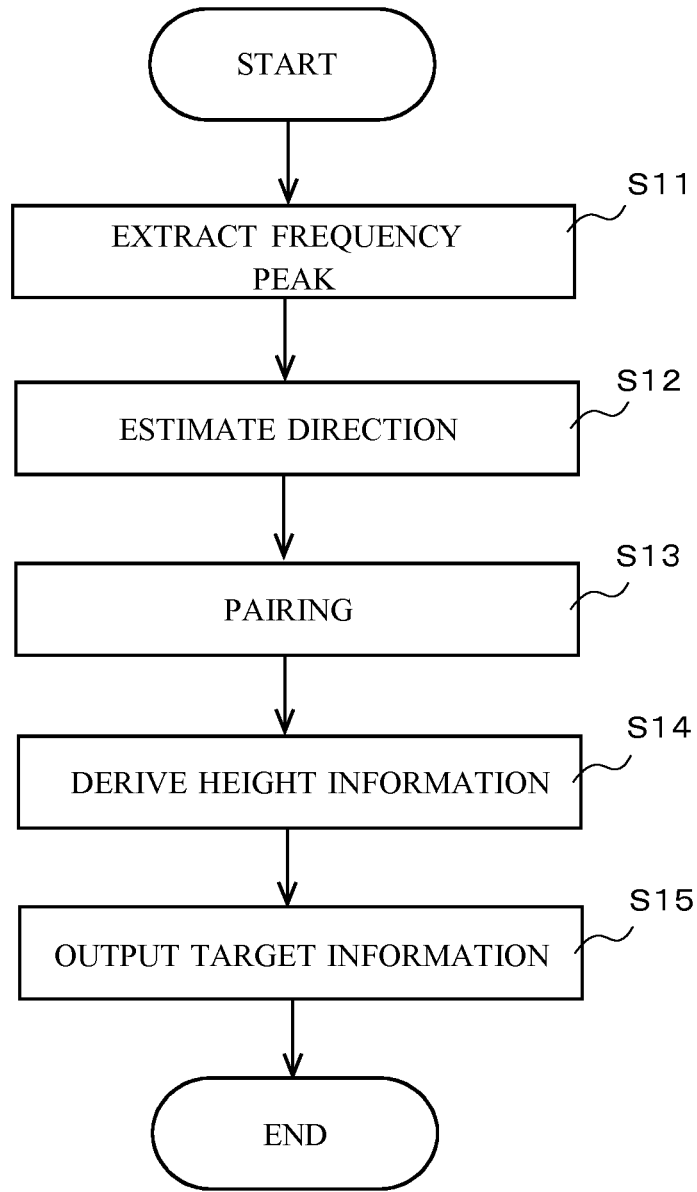 START
S11
EXTRACT FREQUENCY
PEAK
S12
ESTIMATE DIRECTION
S13
PAIRING
S14
DERIVE HEIGHT INFORMATION
S15
OUTPUT TARGET INFORMATION
END